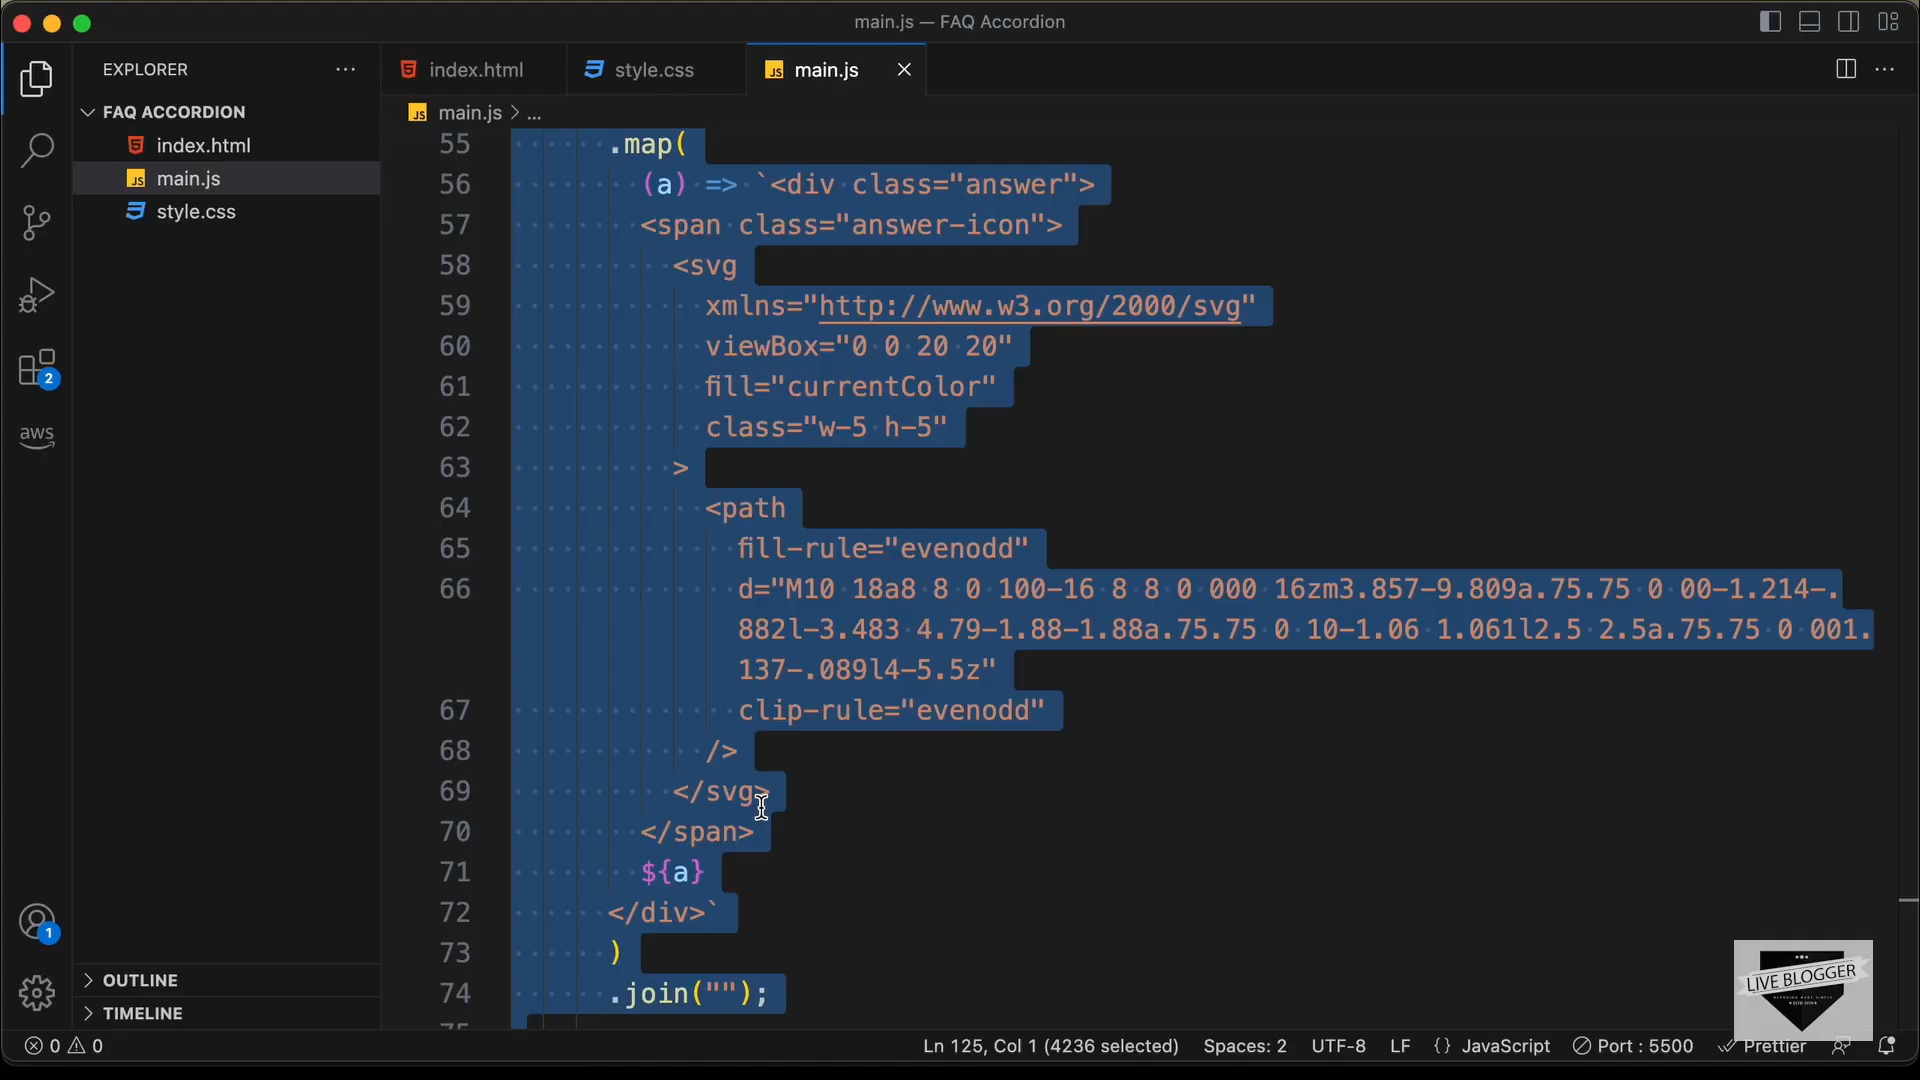 main.js — FAQ Accordion
EXPLORER
index.html
style.css
main.js
FAQ ACCORDION
index.html
main.js
style.css
main.js > ...
55 .map(
56 (a) => `<div class="answer">
57 <span class="answer-icon">
58 <svg
59 xmlns="http://www.w3.org/2000/svg"
60 viewBox="0 0 20 20"
61 fill="currentColor"
62 class="w-5 h-5"
63 >
64 <path
65 fill-rule="evenodd"
66 d="M10 18a8 8 0 100-16 8 8 0 000 16zm3.857-9.809a.75.75 0 00-1.214-.
882l-3.483 4.79-1.88-1.88a.75.75 0 10-1.06 1.061l2.5 2.5a.75.75 0 001.
137-.089l4-5.5z"
67 clip-rule="evenodd"
68 />
69 </svg>
70 </span>
71 ${a}
72 </div>`
73 )
74 .join("");
2
aws
1
OUTLINE
TIMELINE
LIVE BLOGGER
0 0
Ln 125, Col 1 (4236 selected)
Spaces: 2
UTF-8
LF
{} JavaScript
Port : 5500
Prettier